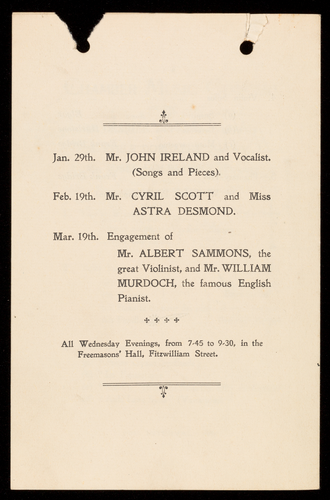 Jan. 29th. Mr. JOHN IRELAND and Vocalist.
(Songs and Pieces).
Feb. 19th. Mr. CYRIL SCOTT and Miss
ASTRA DESMOND.
Mar. 19th. Engagement of
Mr. ALBERT SAMMONS, the
great Violinist, and Mr. WILLIAM
MURDOCH, the famous English
Pianist.
All Wednesday Evenings, from 7-45 to 9-30, in the
Freemasons' Hall, Fitzwilliam Street.